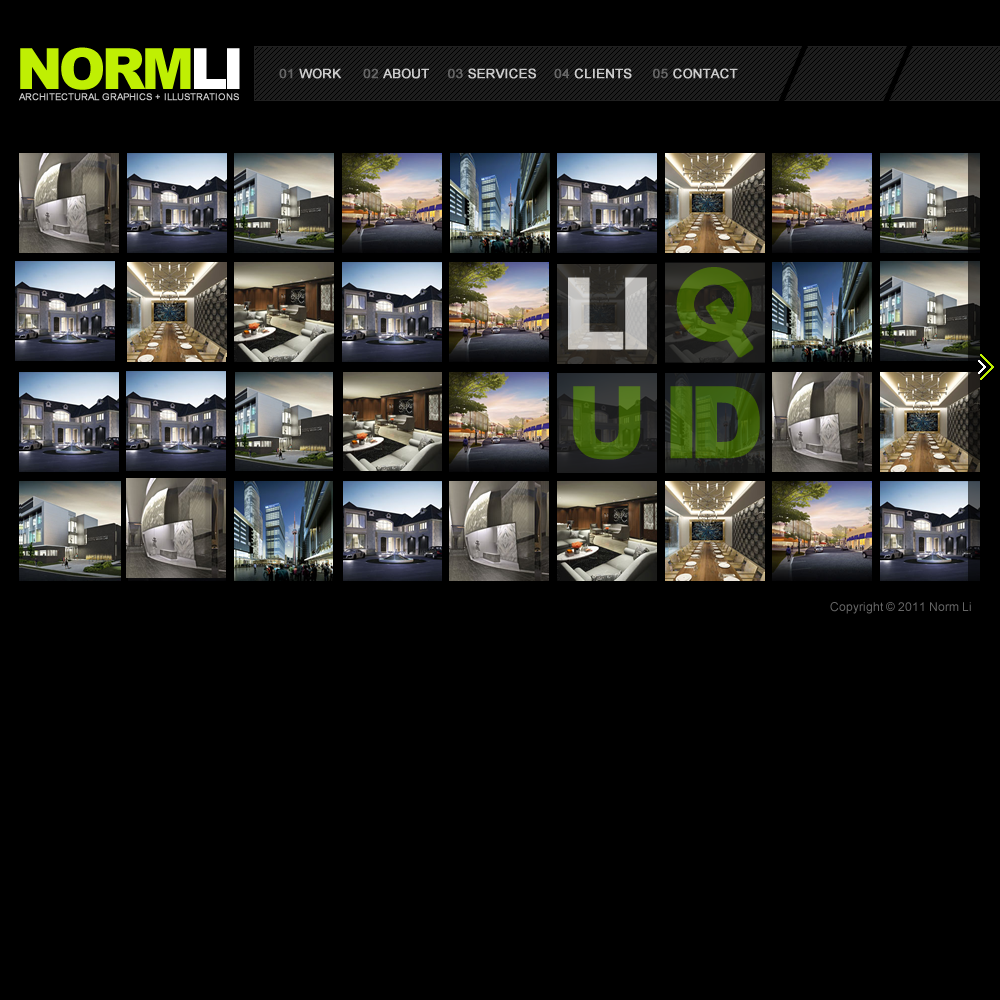 NORMLI
ARCHITECTURAL GRAPHICS + ILLUSTRATIONS
01 WORK 02 ABOUT 03 SERVICES 04 CLIENTS 05 CONTACT
LI Q
U ID
Copyright © 2011 Norm Li